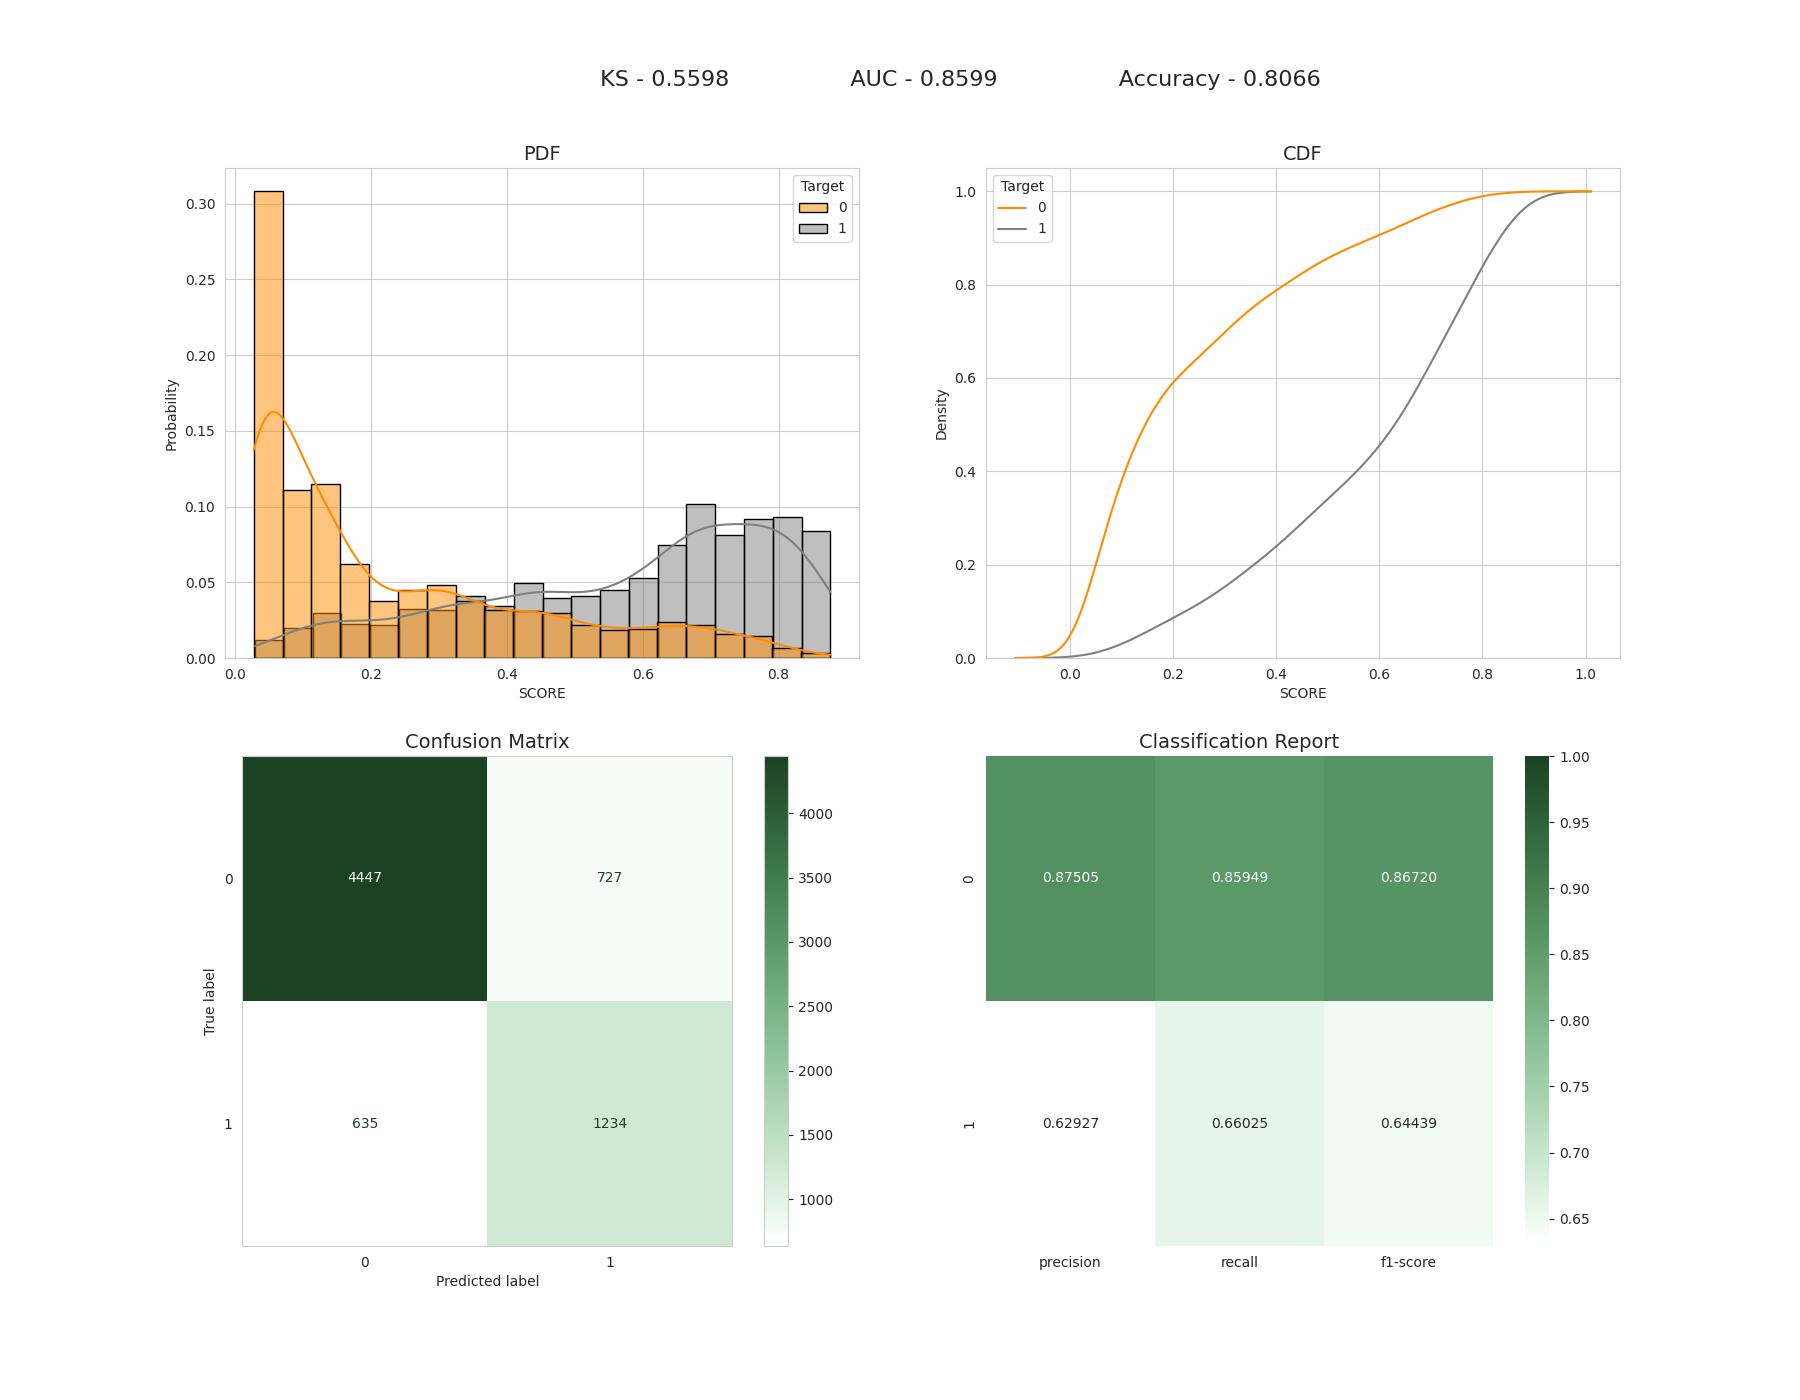 KS - 0.5598 AUC - 0.8599 Accuracy - 0.8066
PDF
Target
0
1
0.30
0.25
0.20
0.15
0.10
0.05
0.00
Probability
0.0 0.2 0.4 0.6 0.8
SCORE
CDF
Target
0
1
1.0
0.8
0.6
0.4
0.2
0.0
Density
0.0 0.2 0.4 0.6 0.8 1.0
SCORE
Confusion Matrix
0 4447 727
1 635 1234
True label
0 1
Predicted label
4000
3500
3000
2500
2000
1500
1000
Classification Report
0 0.87505 0.85949 0.86720
1 0.62927 0.66025 0.64439
precision recall f1-score
1.00
0.95
0.90
0.85
0.80
0.75
0.70
0.65